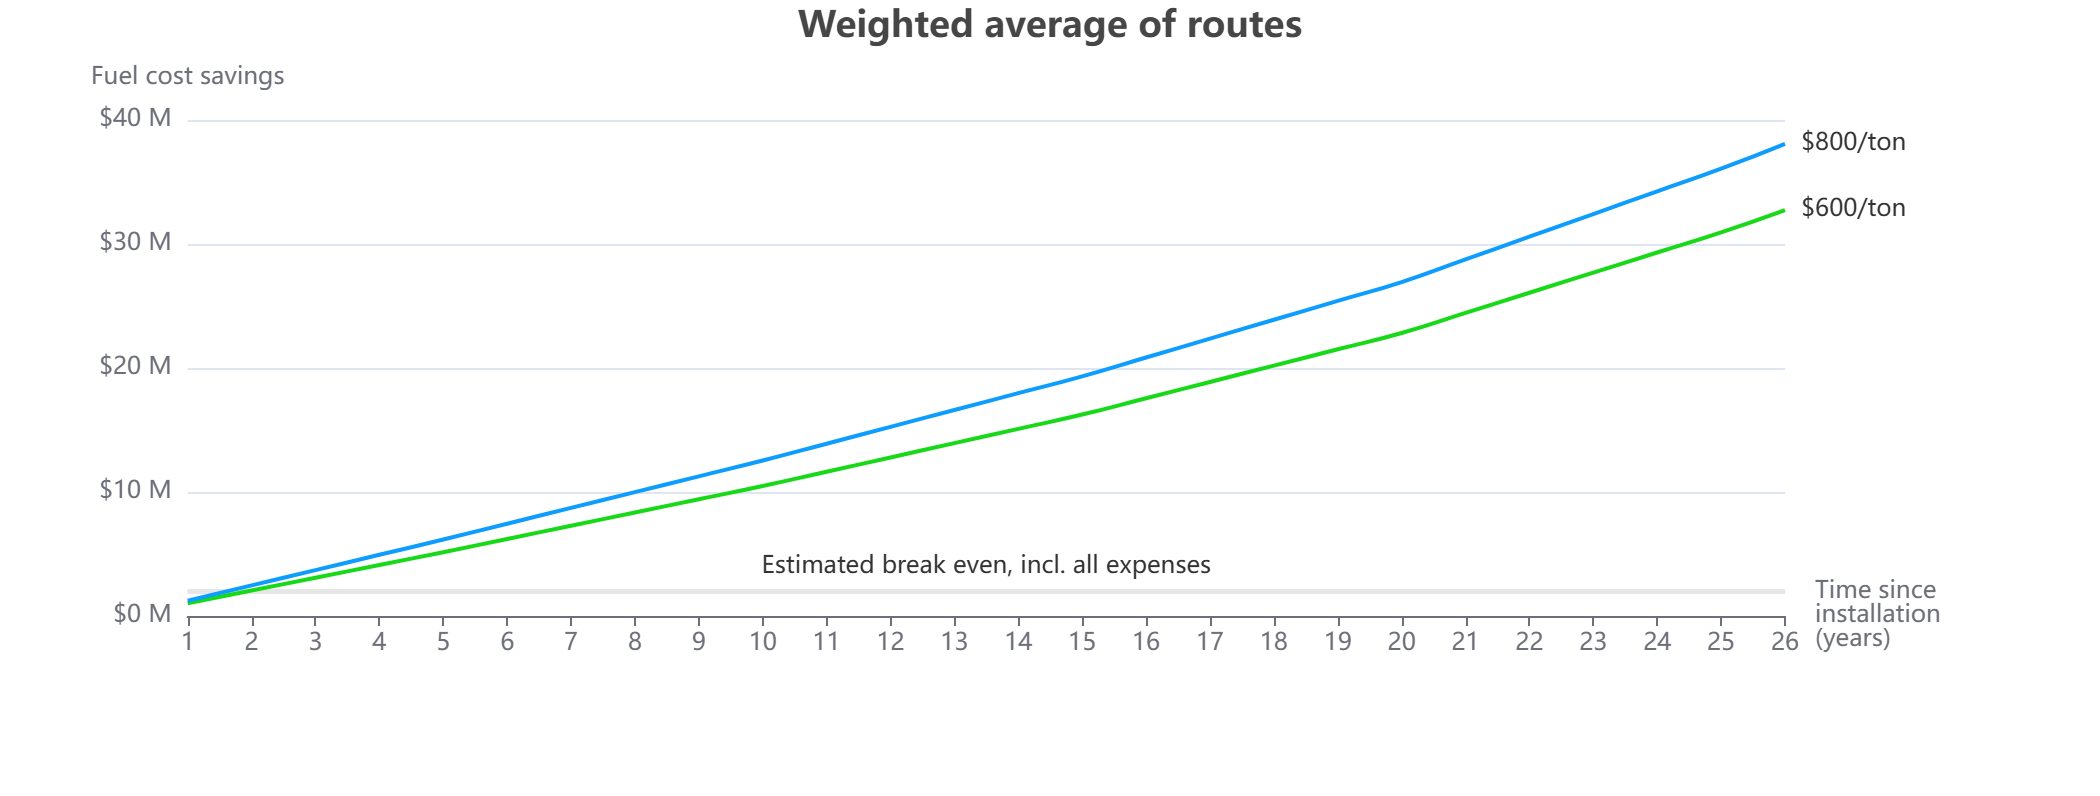 Weighted average of routes
Fuel cost savings
$40 M
$800/ton
$600/ton
$30 M
$20 M
$10 M
Estimated break even, incl. all expenses
$0 M
Time since
installation
(years)
1 2 3 4 5 6 7 8 9 10 11 12 13 14 15 16 17 18 19 20 21 22 23 24 25 26